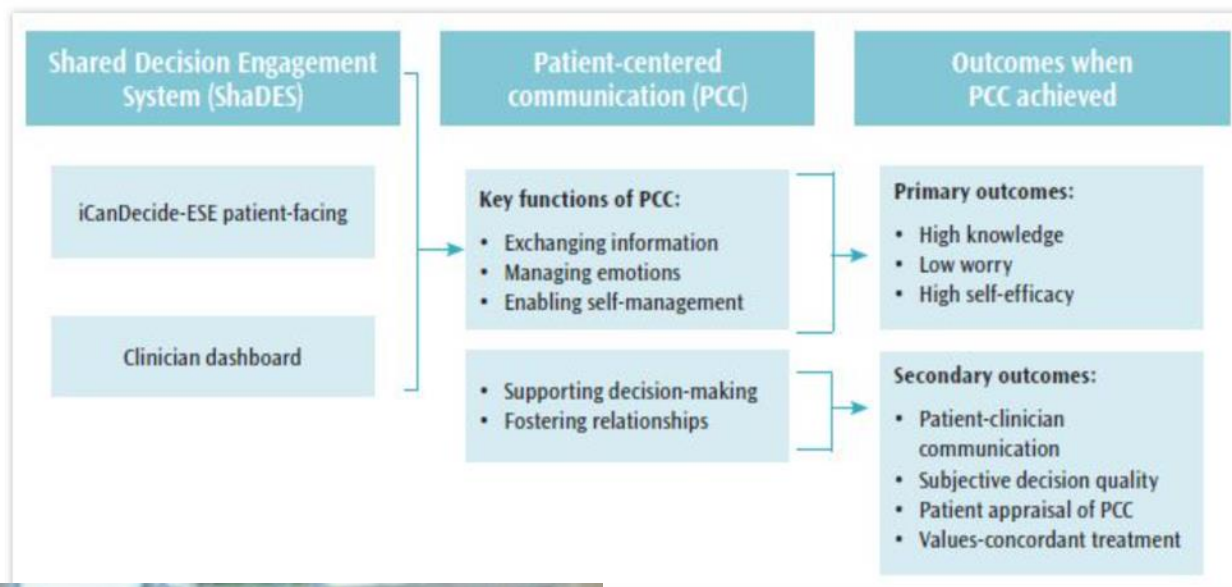 Shared Decision Engagement
System (ShaDES)
iCanDecide-ESE patient-facing
Clinician dashboard
Patient-centered
communication (PCC)
Key functions of PCC:
• Exchanging information
• Managing emotions
• Enabling self-management
• Supporting decision-making
• Fostering relationships
Outcomes when
PCC achieved
Primary outcomes:
• High knowledge
• Low worry
• High self-efficacy
Secondary outcomes:
• Patient-clinician
communication
• Subjective decision quality
• Patient appraisal of PCC
• Values-concordant treatment